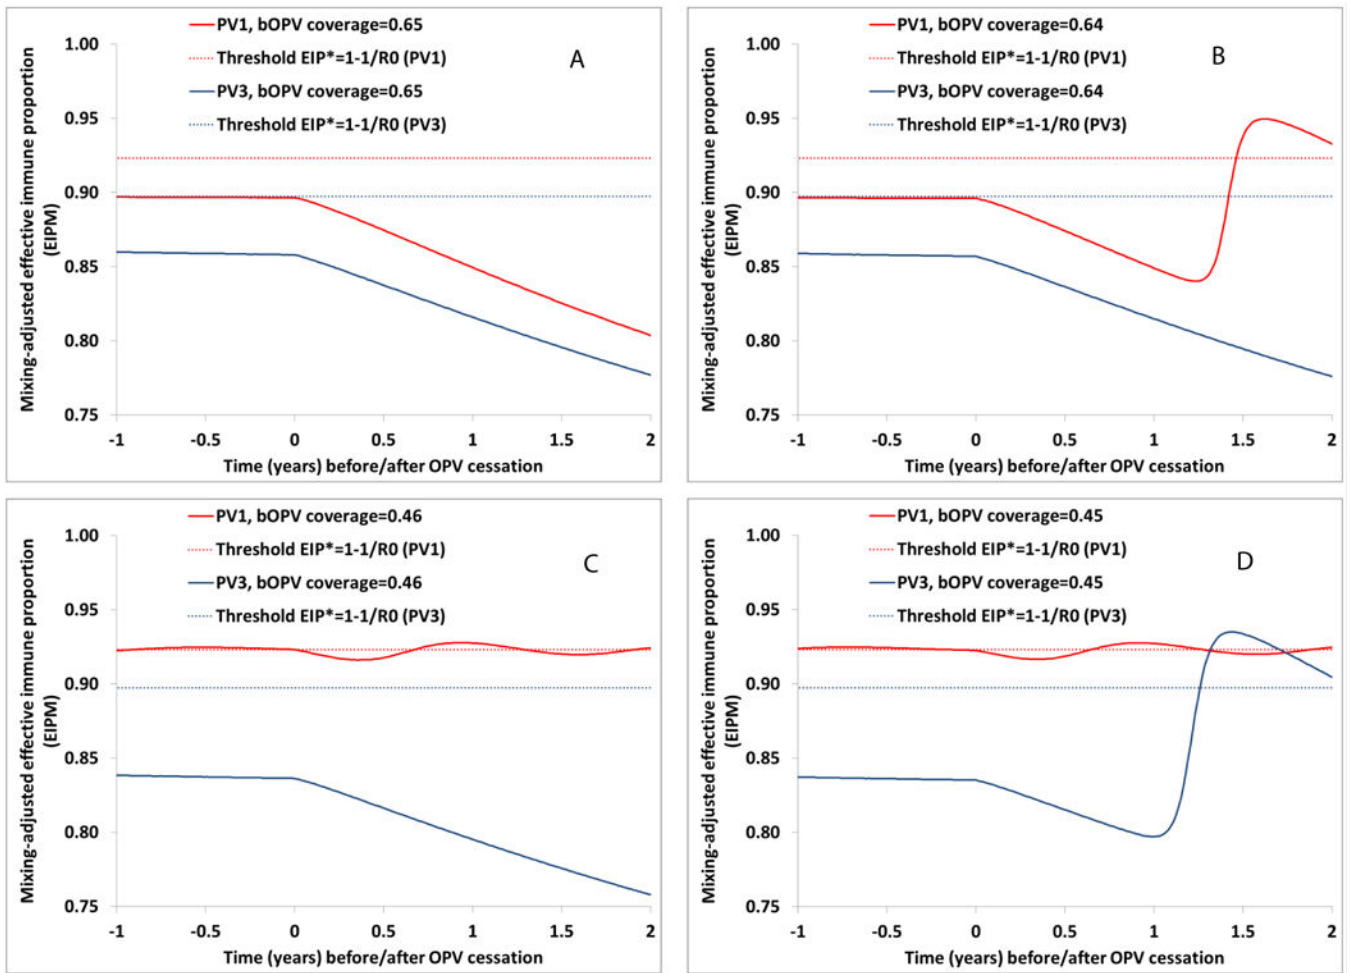 PV1, bOPV coverage=0.65
Threshold EIP*=1-1/R0 (PV1)
PV3, bOPV coverage=0.65
Threshold EIP*=1-1/R0 (PV3)
A
Mixing-adjusted effective immune proportion
(EIPM)
1.00
0.95
0.90
0.85
0.80
0.75
-1 -0.5 0 0.5 1 1.5 2
Time (years) before/after OPV cessation
PV1, bOPV coverage=0.64
Threshold EIP*=1-1/R0 (PV1)
PV3, bOPV coverage=0.64
Threshold EIP*=1-1/R0 (PV3)
B
Mixing-adjusted effective immune proportion
(EIPM)
1.00
0.95
0.90
0.85
0.80
0.75
-1 -0.5 0 0.5 1 1.5 2
Time (years) before/after OPV cessation
PV1, bOPV coverage=0.46
Threshold EIP*=1-1/R0 (PV1)
PV3, bOPV coverage=0.46
Threshold EIP*=1-1/R0 (PV3)
C
Mixing-adjusted effective immune proportion
(EIPM)
1.00
0.95
0.90
0.85
0.80
0.75
-1 -0.5 0 0.5 1 1.5 2
Time (years) before/after OPV cessation
PV1, bOPV coverage=0.45
Threshold EIP*=1-1/R0 (PV1)
PV3, bOPV coverage=0.45
Threshold EIP*=1-1/R0 (PV3)
D
Mixing-adjusted effective immune proportion
(EIPM)
1.00
0.95
0.90
0.85
0.80
0.75
-1 -0.5 0 0.5 1 1.5 2
Time (years) before/after OPV cessation